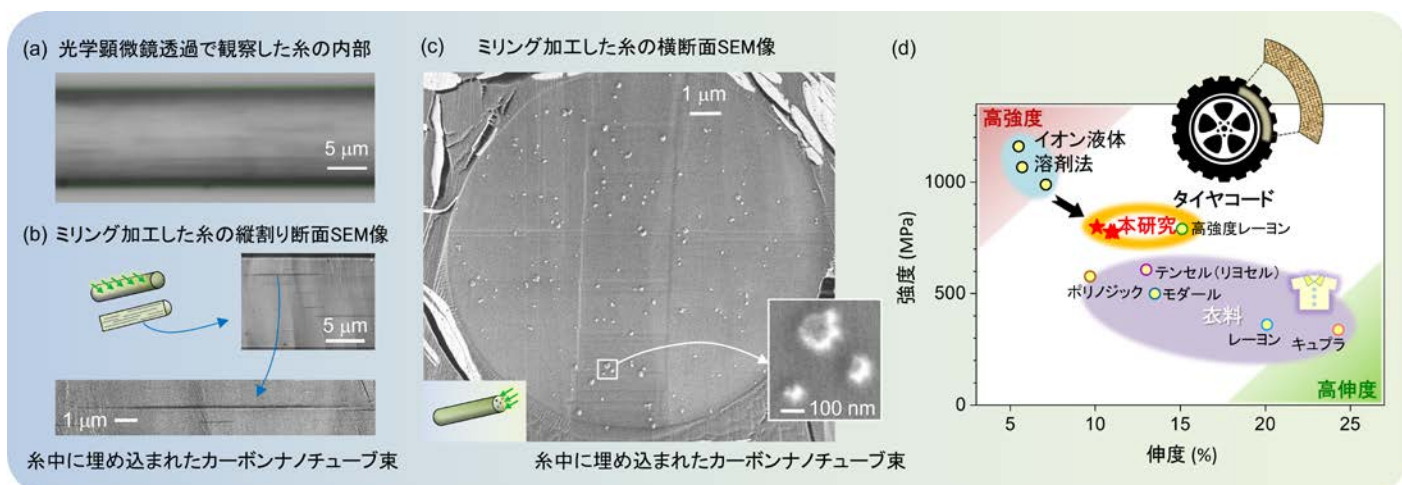 (a) 光学顕微鏡透過で観察した糸の内部
5 μm
(b) ミリング加工した糸の縦割り断面SEM像
5 μm
1 μm
糸中に埋め込まれたカーボンナノチューブ束
(c) ミリング加工した糸の横断面SEM像
1 μm
100 nm
糸中に埋め込まれたカーボンナノチューブ束
(d)
高強度
イオン液体
溶剤法
タイヤコード
本研究
高強度レーヨン
テンセル(リヨセル)
ポリノジック
モダール
衣料
レーヨン
キュプラ
高伸度
強度 (MPa)
1000
500
0
5 10 15 20 25
伸度 (%)